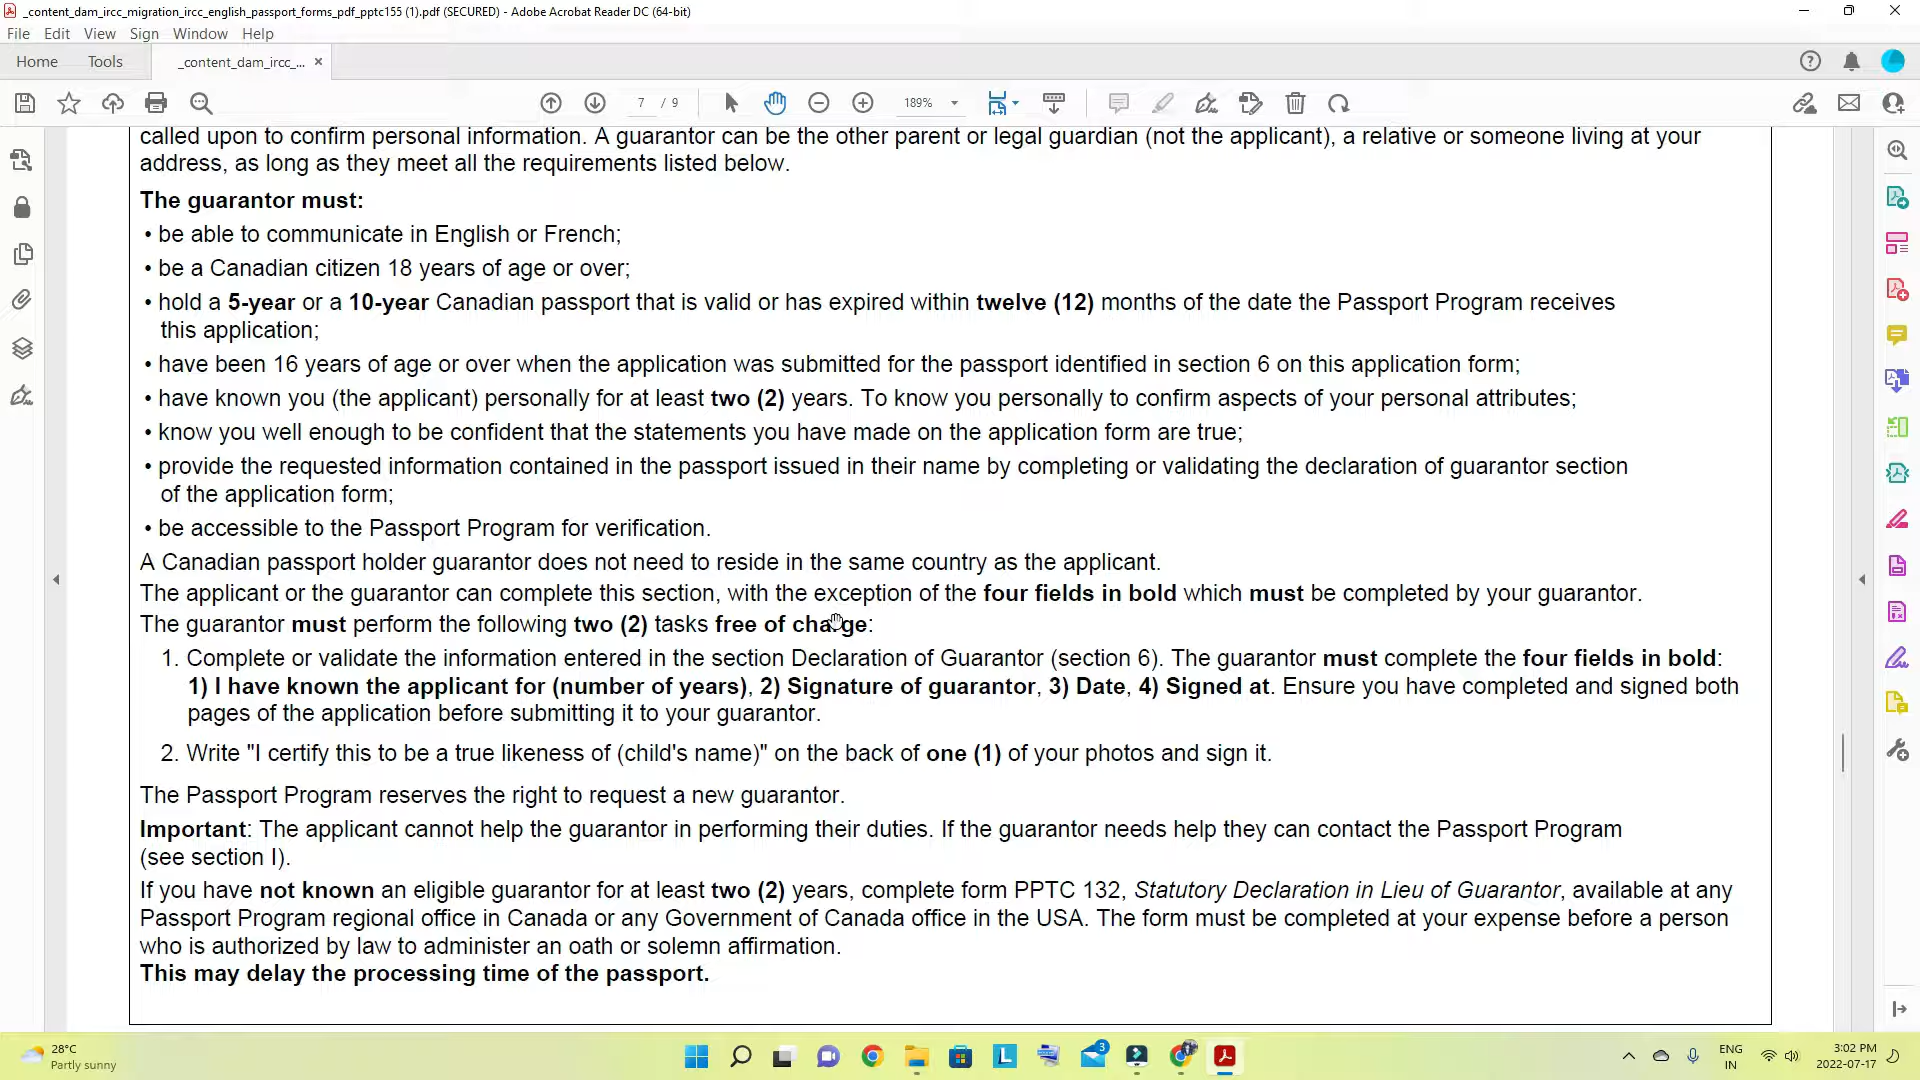 _content_dam_ircc_migration_ircc_english_passport_forms_pdf_pptc155 (1).pdf (SECURED) - Adobe Acrobat Reader DC (64-bit)
File Edit View Sign Window Help
Home Tools _content_dam_ircc_... ×
7 / 9 189%
called upon to confirm personal information. A guarantor can be the other parent or legal guardian (not the applicant), a relative or someone living at your
address, as long as they meet all the requirements listed below.
The guarantor must:
• be able to communicate in English or French;
• be a Canadian citizen 18 years of age or over;
• hold a 5-year or a 10-year Canadian passport that is valid or has expired within twelve (12) months of the date the Passport Program receives
this application;
• have been 16 years of age or over when the application was submitted for the passport identified in section 6 on this application form;
• have known you (the applicant) personally for at least two (2) years. To know you personally to confirm aspects of your personal attributes;
• know you well enough to be confident that the statements you have made on the application form are true;
• provide the requested information contained in the passport issued in their name by completing or validating the declaration of guarantor section
of the application form;
• be accessible to the Passport Program for verification.
A Canadian passport holder guarantor does not need to reside in the same country as the applicant.
The applicant or the guarantor can complete this section, with the exception of the four fields in bold which must be completed by your guarantor.
The guarantor must perform the following two (2) tasks free of charge:
1. Complete or validate the information entered in the section Declaration of Guarantor (section 6). The guarantor must complete the four fields in bold:
1) I have known the applicant for (number of years), 2) Signature of guarantor, 3) Date, 4) Signed at. Ensure you have completed and signed both
pages of the application before submitting it to your guarantor.
2. Write "I certify this to be a true likeness of (child's name)" on the back of one (1) of your photos and sign it.
The Passport Program reserves the right to request a new guarantor.
Important: The applicant cannot help the guarantor in performing their duties. If the guarantor needs help they can contact the Passport Program
(see section I).
If you have not known an eligible guarantor for at least two (2) years, complete form PPTC 132, Statutory Declaration in Lieu of Guarantor, available at any
Passport Program regional office in Canada or any Government of Canada office in the USA. The form must be completed at your expense before a person
who is authorized by law to administer an oath or solemn affirmation.
This may delay the processing time of the passport.
28°C
Partly sunny
L
3
ENG
IN
3:02 PM
2022-07-17